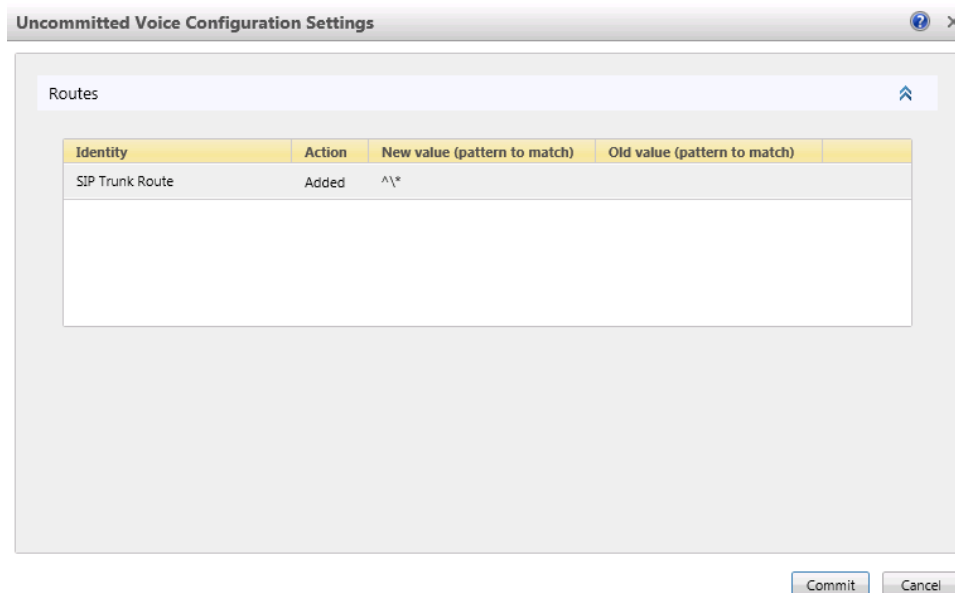 Uncommitted Voice Configuration Settings
Routes
Identity Action New value (pattern to match) Old value (pattern to match)
SIP Trunk Route Added ^\*
Commit Cancel